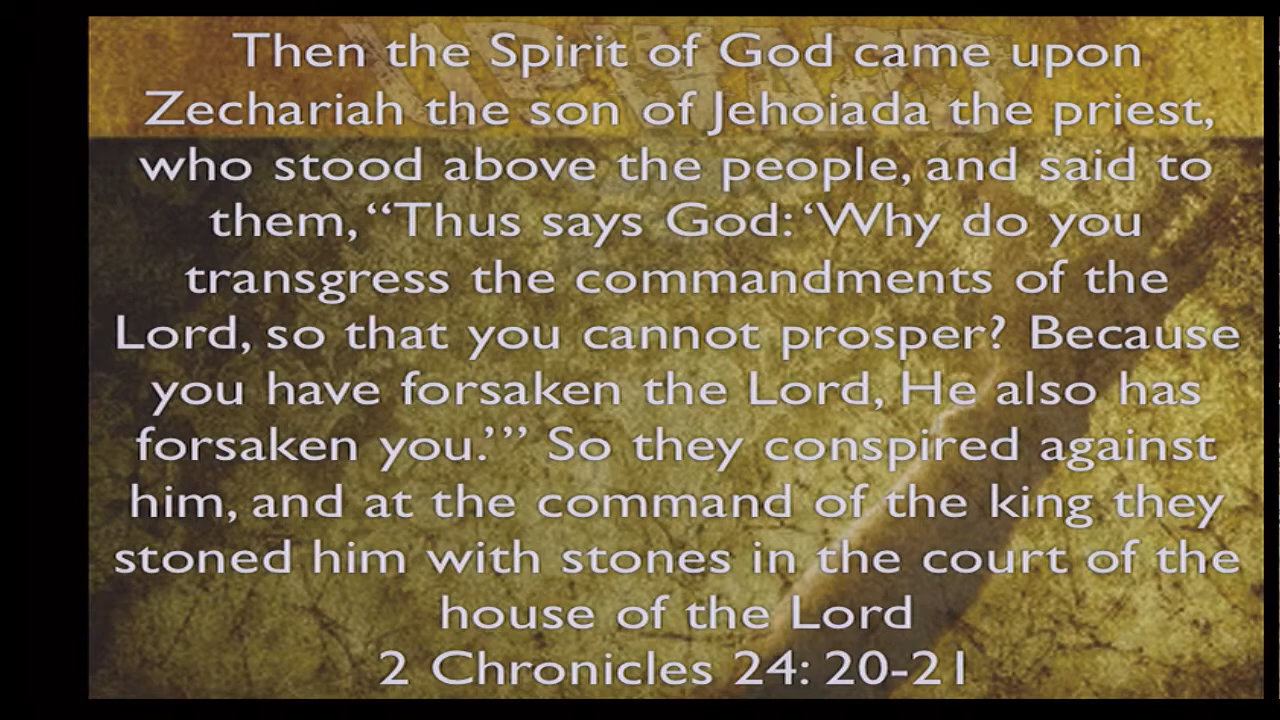 Then the Spirit of God came upon
Zechariah the son of Jehoiada the priest,
who stood above the people, and said to
them, “Thus says God: ‘Why do you
transgress the commandments of the
Lord, so that you cannot prosper? Because
you have forsaken the Lord, He also has
forsaken you.’” So they conspired against
him, and at the command of the king they
stoned him with stones in the court of the
house of the Lord
2 Chronicles 24: 20-21